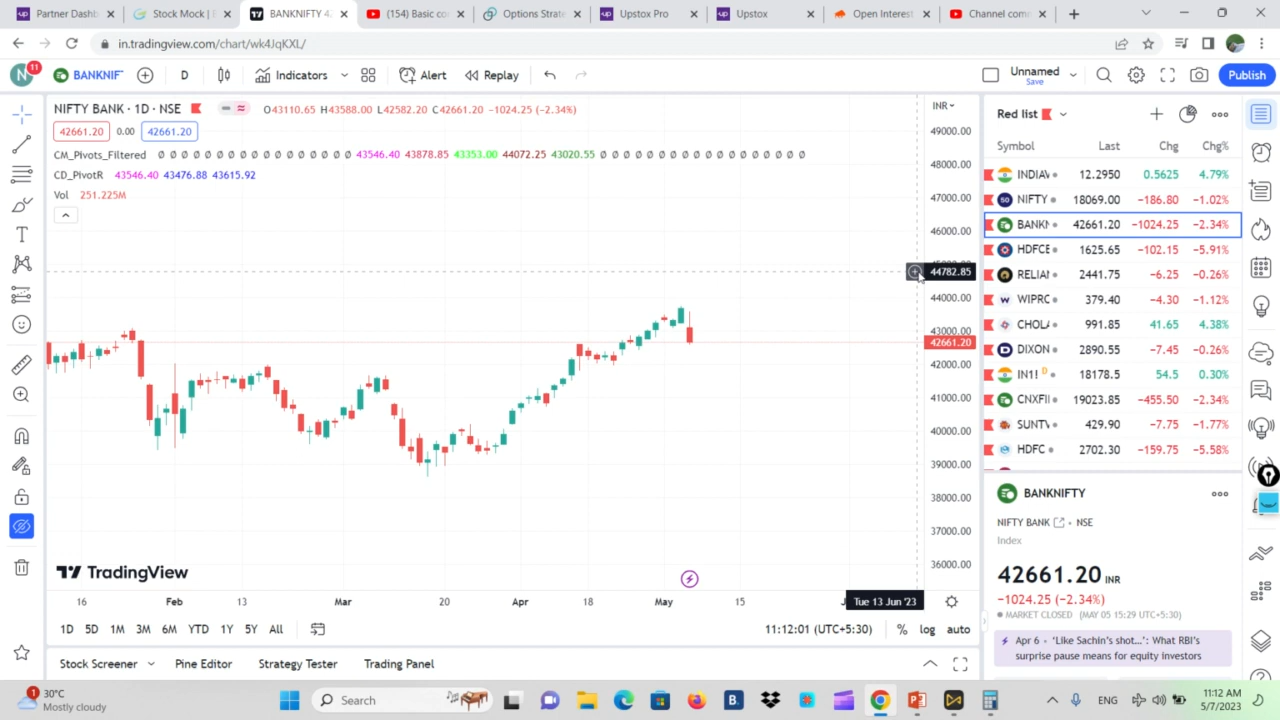 Partner Dashb
Stock Mock | E
BANKNIFTY 4
(154) Basic co
Options Strate
Upstox Pro
Upstox
Open Interest
Channel com
in.tradingview.com/chart/wk4JqKXL/
N
11
BANKNIF
D
Indicators
Alert
Replay
Unnamed
Save
Publish
NIFTY BANK · 1D · NSE
O43110.65 H43588.00 L42582.20 C42661.20 −1024.25 (−2.34%)
42661.20
0.00
42661.20
CM_Pivots_Filtered Ø Ø Ø Ø Ø Ø Ø Ø Ø Ø Ø Ø Ø Ø Ø Ø Ø 43546.40 43878.85 43353.00 44072.25 43020.55 Ø Ø Ø Ø Ø Ø Ø Ø Ø Ø Ø Ø Ø Ø Ø Ø Ø Ø
CD_PivotR 43546.40 43476.88 43615.92
Vol 251.225M
INR
49000.00
48000.00
47000.00
46000.00
44782.85
44000.00
43000.00
42661.20
42000.00
41000.00
40000.00
39000.00
38000.00
37000.00
36000.00
TradingView
16
Feb
13
Mar
20
Apr
18
May
15
Tue 13 Jun '23
1D
5D
1M
3M
6M
YTD
1Y
5Y
All
11:12:01 (UTC+5:30)
%
log
auto
Stock Screener
Pine Editor
Strategy Tester
Trading Panel
Red list
Symbol Last Chg Chg%
INDIAV 12.2950 0.5625 4.79%
NIFTY 18069.00 −186.80 −1.02%
BANKN 42661.20 −1024.25 −2.34%
HDFCB 1625.65 −102.15 −5.91%
RELIAN 2441.75 −6.25 −0.26%
WIPRO 379.40 −4.30 −1.12%
CHOLA 991.85 41.65 4.38%
DIXON 2890.55 −7.45 −0.26%
IN1! D 18178.5 54.5 0.30%
CNXFI 19023.85 −455.50 −2.34%
SUNTV 429.90 −7.75 −1.77%
HDFC 2702.30 −159.75 −5.58%
BANKNIFTY
NIFTY BANK • NSE
Index
42661.20 INR
−1024.25 (−2.34%)
MARKET CLOSED (MAY 05 15:29 UTC+5:30)
Apr 6 - 'Like Sachin's shot...': What RBI's
surprise pause means for equity investors
1
30°C
Mostly cloudy
Search
B.
ENG
11:12 AM
5/7/2023